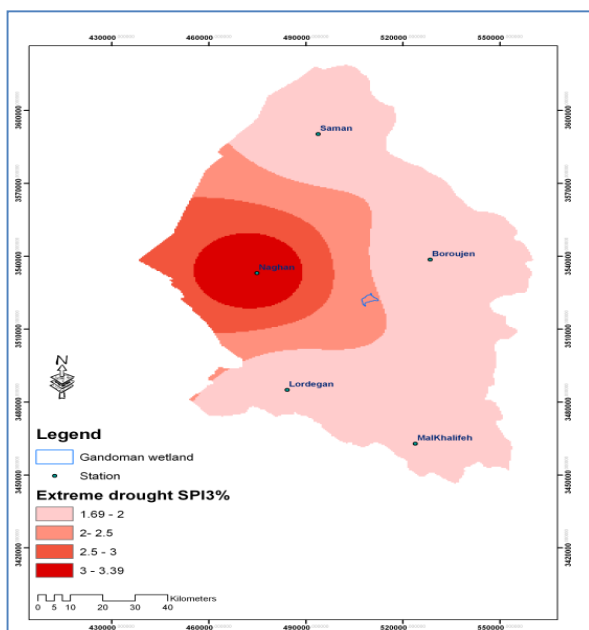 430000 460000 490000 520000 550000
3600000
3570000
3540000
3510000
3480000
3450000
3420000
Saman
Boroujen
Naghan
Lordegan
MalKhalifeh
N
Legend
Gandoman wetland
Station
Extreme drought SPI3%
1.69 - 2
2- 2.5
2.5 - 3
3 - 3.39
Kilometers
0 5 10 20 30 40
430000 460000 490000 520000 550000